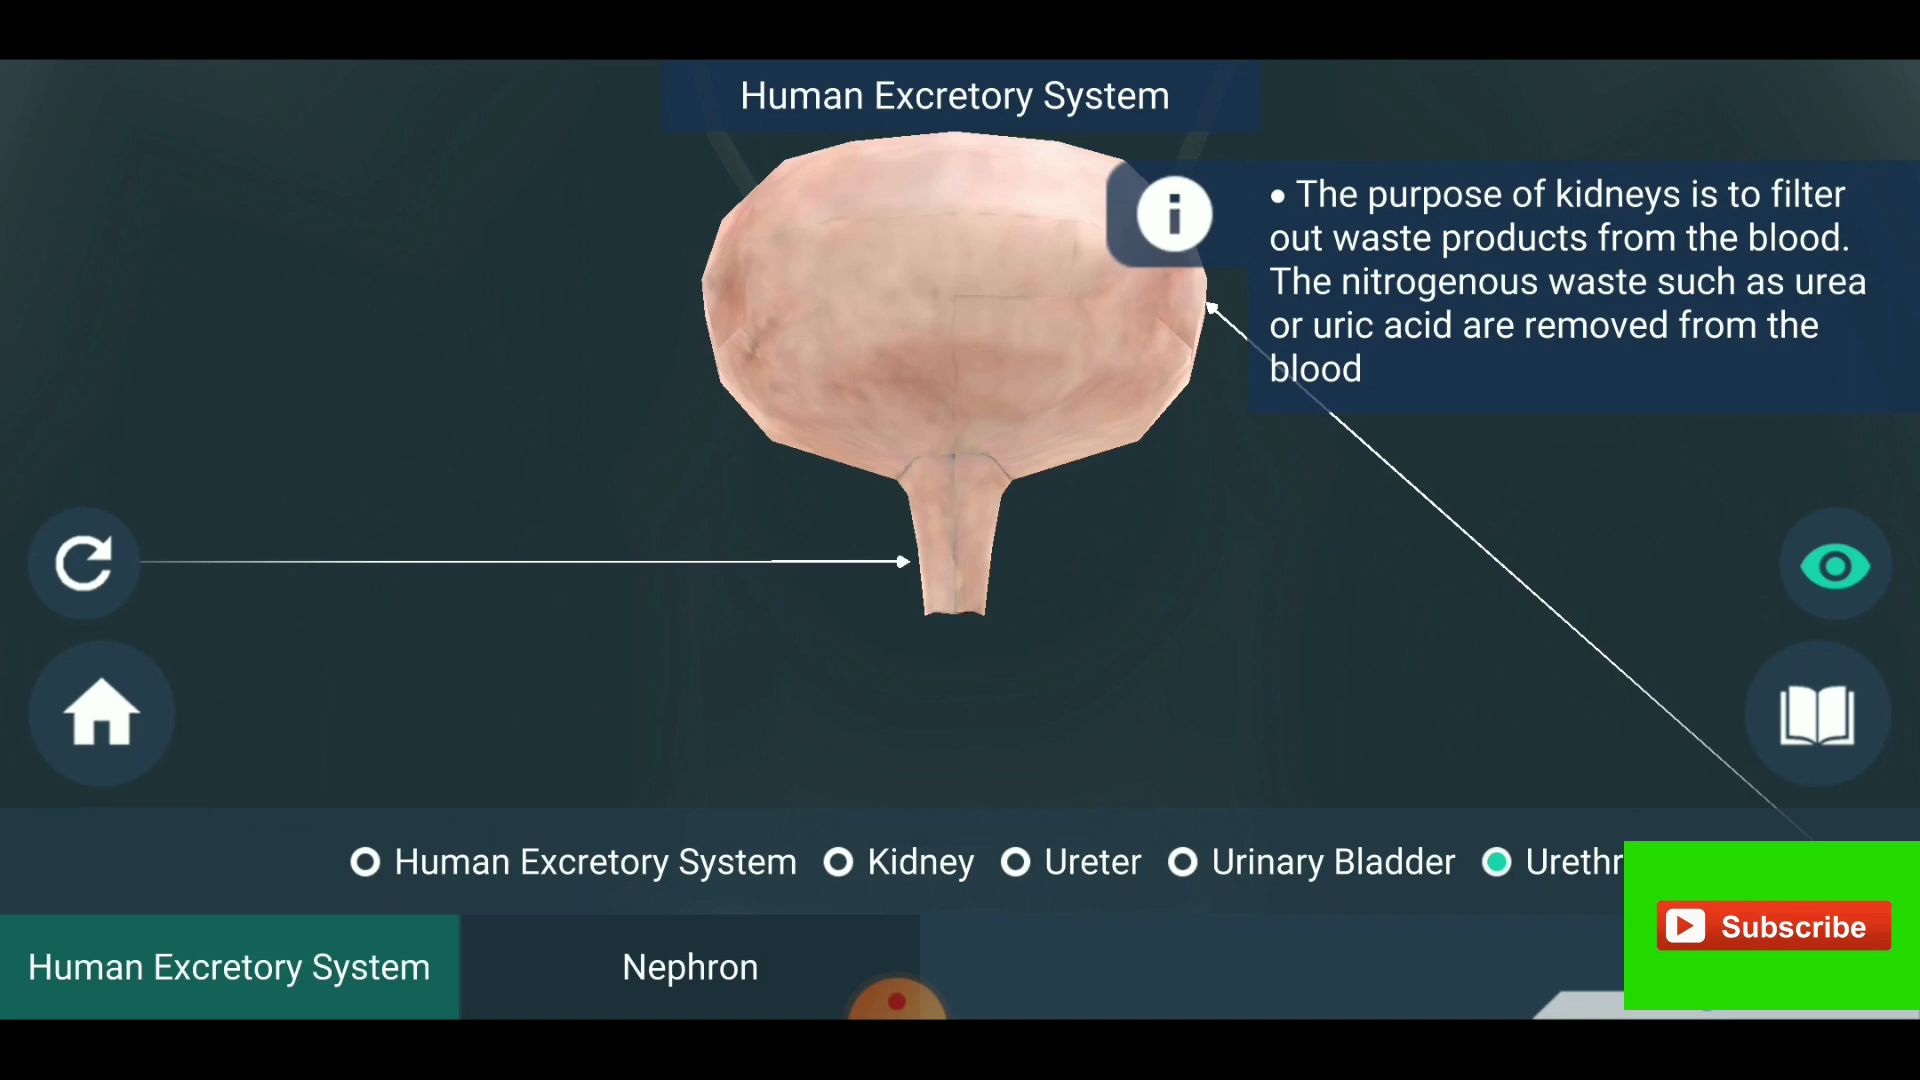 Human Excretory System
• The purpose of kidneys is to filter
out waste products from the blood.
The nitrogenous waste such as urea
or uric acid are removed from the
blood
Human Excretory System Kidney Ureter Urinary Bladder Urethr
Human Excretory System Nephron
Subscribe